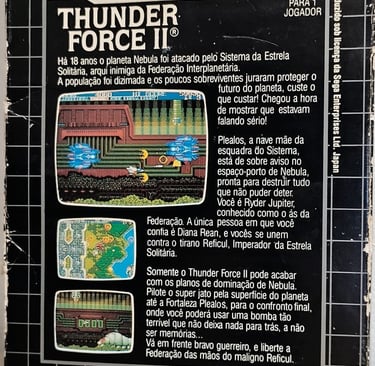 PARA 1
JOGADOR
THUNDER
FORCE II®
Há 18 anos o planeta Nebula foi atacado pelo Sistema da Estrela
Solitária, arqui inimiga da Federação Interplanetária.
A população foi dizimada e os poucos sobreviventes juraram proteger o
futuro do planeta, custe o
que custar! Chegou a hora
de mostrar que estavam
falando sério!
Plealos, a nave mãe da
esquadra do Sistema,
está de sobre aviso no
espaço-porto de Nebula,
pronta para destruir tudo
que não puder deter.
Você é Ryder Jupiter,
conhecido como o ás da
Federação. A única pessoa em que você
confia é Diana Rean, e vocês se unem
contra o tirano Reficul, Imperador da Estrela
Solitária.
Somente o Thunder Force II pode acabar
com os planos de dominação de Nebula.
Pilote o super jato pela superfície do planeta
até a Fortaleza Plealos, para o confronto final,
onde você poderá usar uma bomba tão
terrível que não deixa nada para trás, a não
ser memórias...
Vá em frente bravo guerreiro, e liberte a
Federação das mãos do maligno Reficul.
sob licença da Sega Enterprises Ltd. Japan